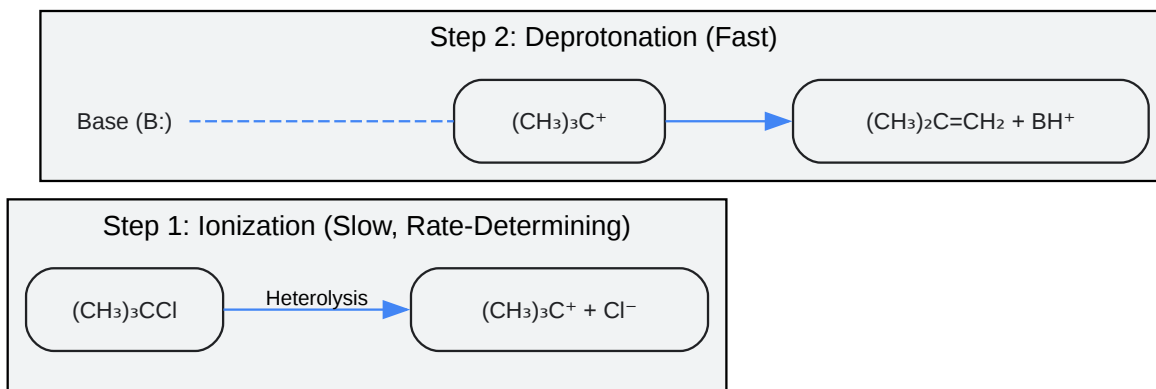 Step 2: Deprotonation (Fast)
Base (B:)
(CH₃)₃C⁺
(CH₃)₂C=CH₂ + BH⁺
Step 1: Ionization (Slow, Rate-Determining)
(CH₃)₃CCl
Heterolysis
(CH₃)₃C⁺ + Cl⁻